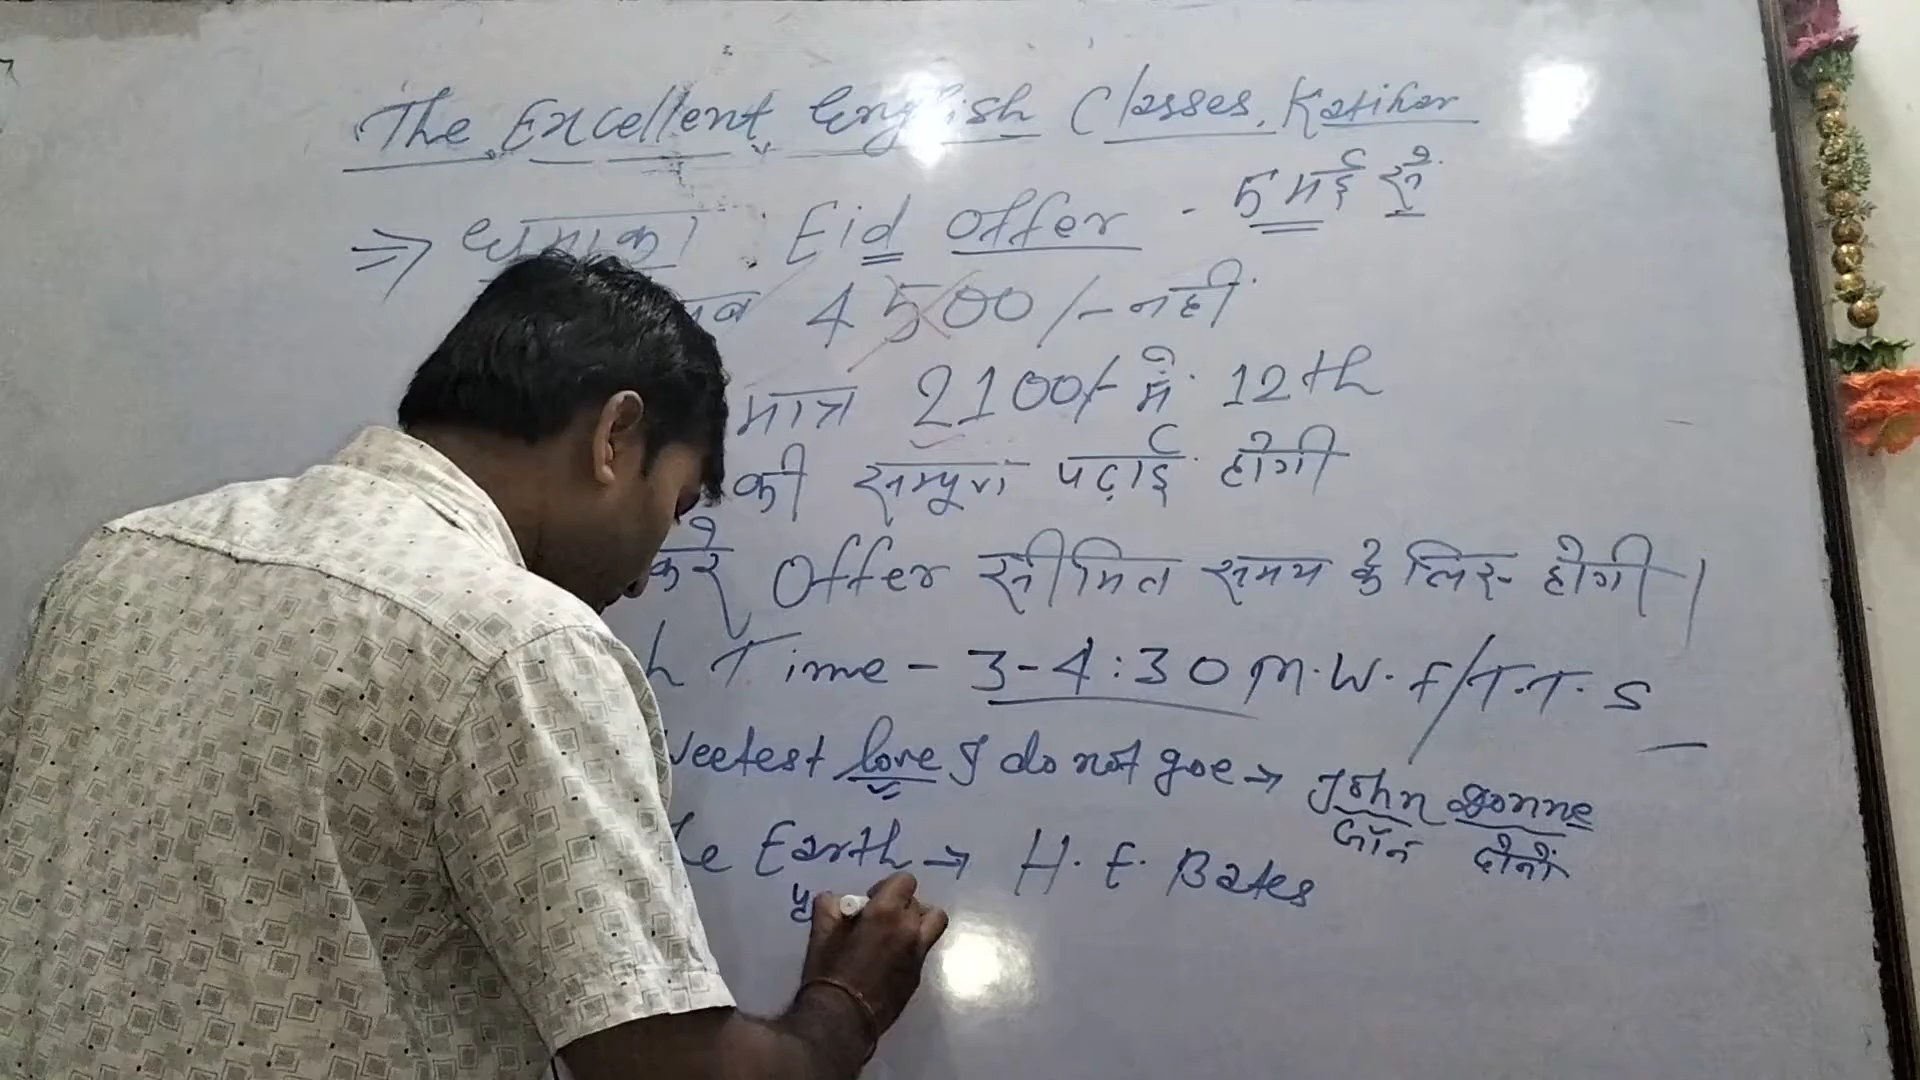 The Excellent English Classes, Katihar
⇒ धमाका Eid Offer - 5 मई से
4500/- नहीं
मात्र 2100/- में 12th
की सम्पूर्ण पढ़ाई होगी
करें Offer सीमित समय के लिए होगी।
h Time - 3-4:30 M.W.F/T.T.S
weetest love I do not goe → John Donne
जॉन दोनों
he Earth → H.E. Bates
पृ